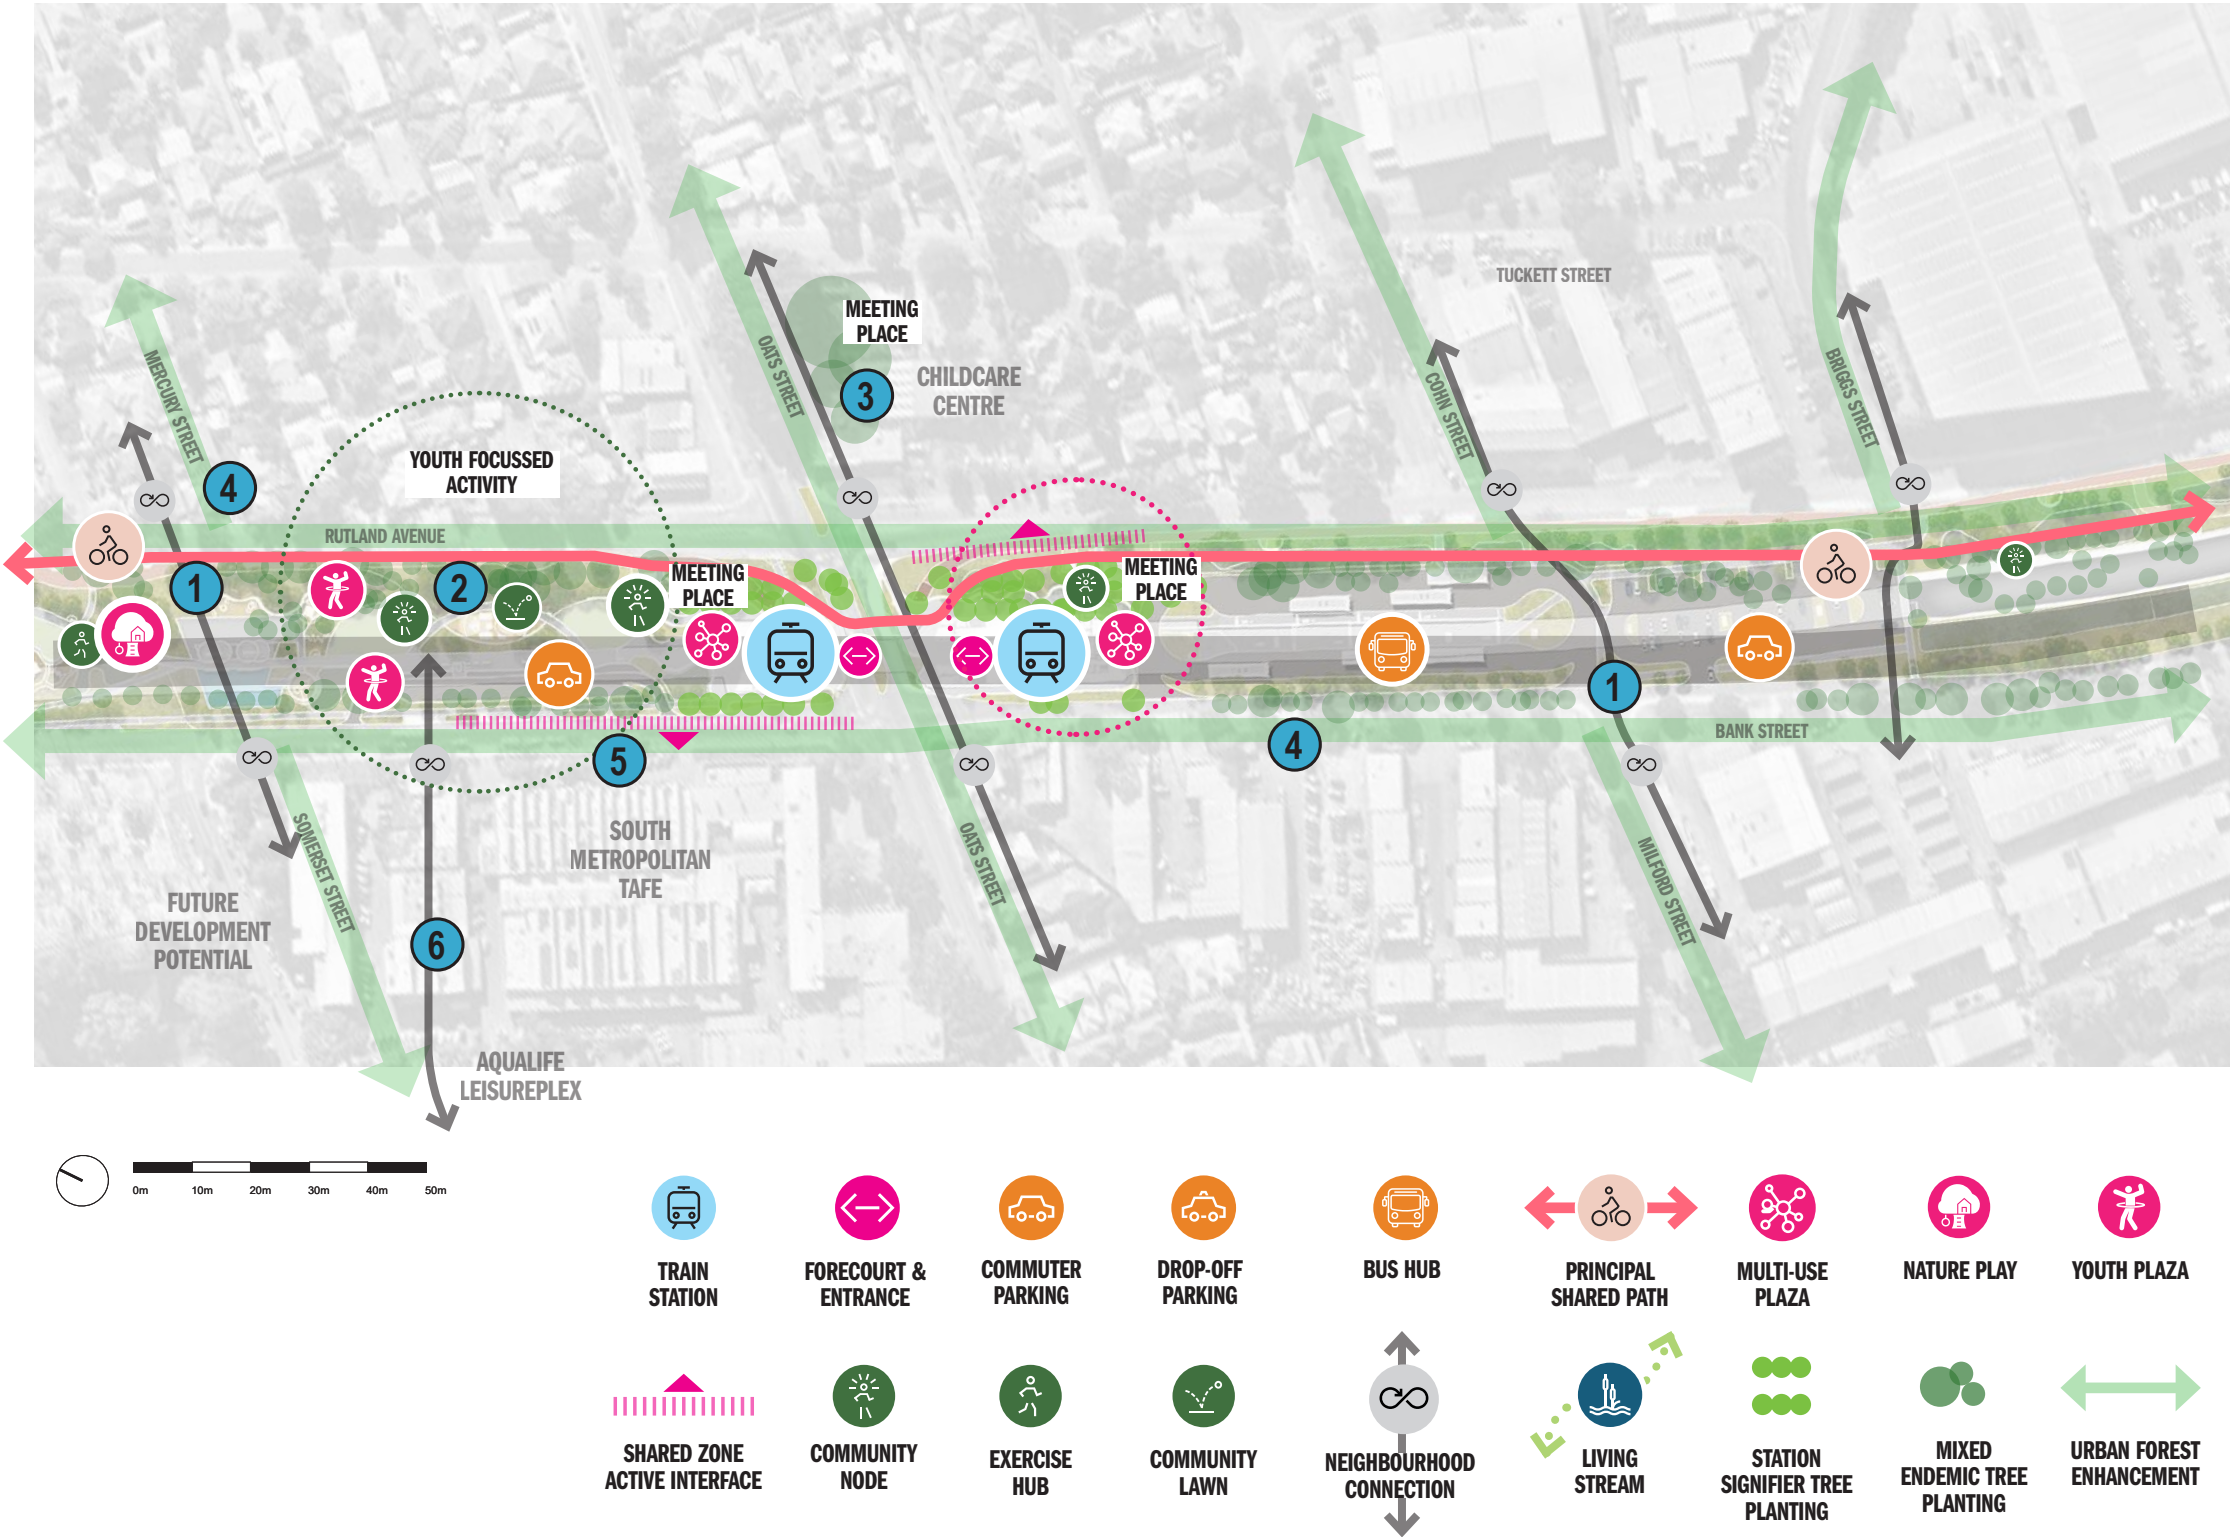 TUCKETT STREET
MEETING
PLACE
OATS STREET
CHILDCARE
CENTRE
3
MERCURY STREET
COHN STREET
BRIGGS STREET
YOUTH FOCUSSED
ACTIVITY
4
RUTLAND AVENUE
1
2
MEETING
PLACE
MEETING
PLACE
1
BANK STREET
4
5
SOMERSET STREET
SOUTH
METROPOLITAN
TAFE
OATS STREET
MILFORD STREET
FUTURE
DEVELOPMENT
POTENTIAL
6
AQUALIFE
LEISUREPLEX
0m 10m 20m 30m 40m 50m
TRAIN
STATION
FORECOURT &
ENTRANCE
COMMUTER
PARKING
DROP-OFF
PARKING
BUS HUB
PRINCIPAL
SHARED PATH
MULTI-USE
PLAZA
NATURE PLAY
YOUTH PLAZA
SHARED ZONE
ACTIVE INTERFACE
COMMUNITY
NODE
EXERCISE
HUB
COMMUNITY
LAWN
NEIGHBOURHOOD
CONNECTION
LIVING
STREAM
STATION
SIGNIFIER TREE
PLANTING
MIXED
ENDEMIC TREE
PLANTING
URBAN FOREST
ENHANCEMENT